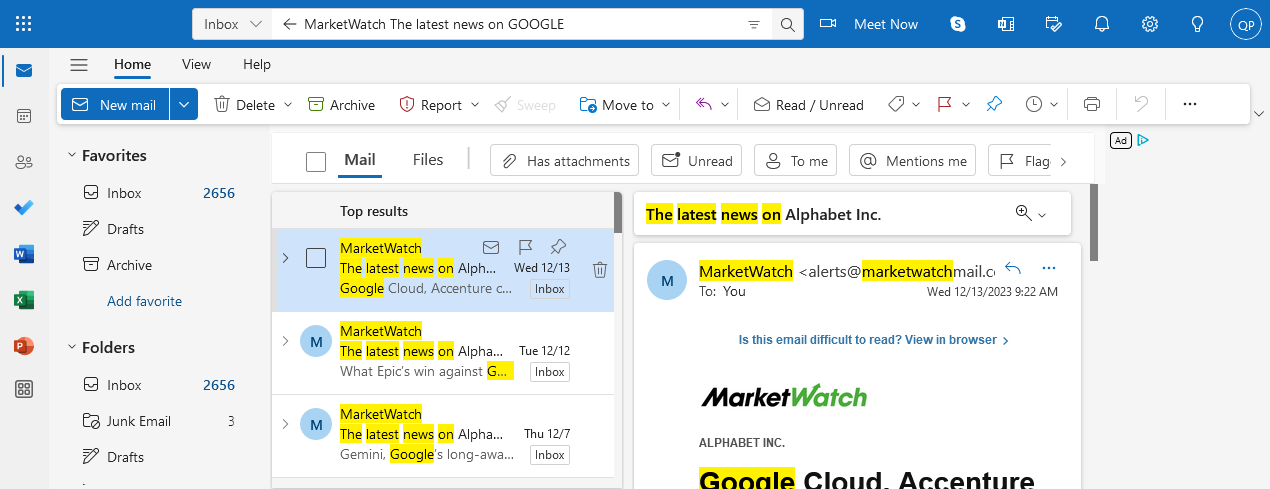 Inbox
MarketWatch The latest news on GOOGLE
Meet Now
QP
Home View Help
New mail Delete Archive Report Sweep Move to Read / Unread
Ad
Favorites
Inbox 2656
Drafts
Archive
Add favorite
Folders
Inbox 2656
Junk Email 3
Drafts
Mail Files Has attachments Unread To me Mentions me Flag
Top results
MarketWatch
The latest news on Alph... Wed 12/13
Google Cloud, Accenture c... Inbox
M
MarketWatch
The latest news on Alpha... Tue 12/12
What Epic's win against G... Inbox
M
MarketWatch
The latest news on Alpha... Thu 12/7
Gemini, Google's long-awa... Inbox
The latest news on Alphabet Inc.
M
MarketWatch <alerts@marketwatchmail.c
To: You Wed 12/13/2023 9:22 AM
Is this email difficult to read? View in browser
MarketWatch
ALPHABET INC.
Google Cloud, Accenture